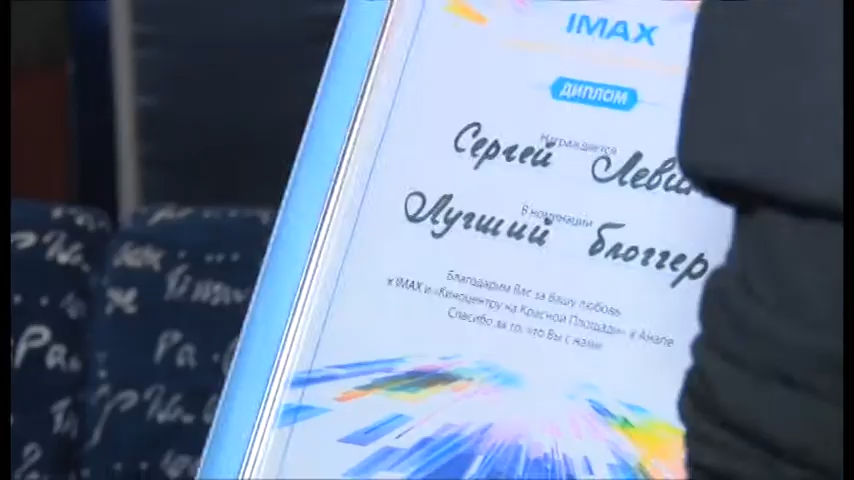 IMAX
ДИПЛОМ
Награждается
Сергей Леви
В номинации
Лучший блоггер
Благодарим Вас за Вашу любовь
к IMAX и «Киноцентру на Красной Площади» в Анапе
Спасибо за то, что Вы с нами